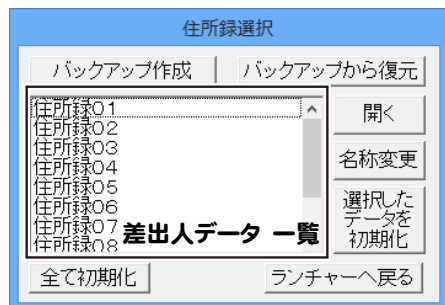 住所録選択
バックアップ作成
バックアップから復元
住所録01
住所録02
住所録03
住所録04
住所録05
住所録06
住所録07
住所録08
差出人データ 一覧
開く
名称変更
選択した
データを
初期化
全て初期化
ランチャーへ戻る